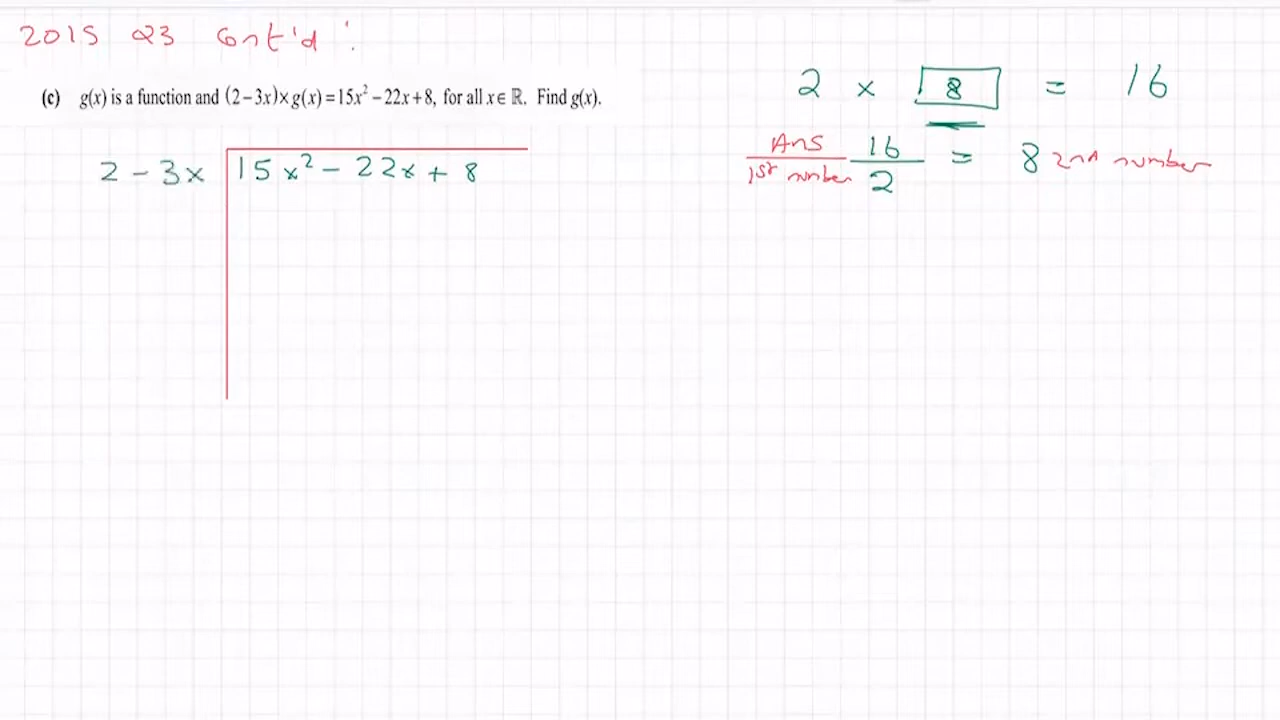 2015 Q3 Cont'd :
(c) g(x) is a function and (2−3x)×g(x)=15x²−22x+8, for all x∈ℝ. Find g(x).
2 − 3x 15x² − 22x + 8
2 × 8 = 16
Ans / 1st number 16 / 2 = 8 2nd number